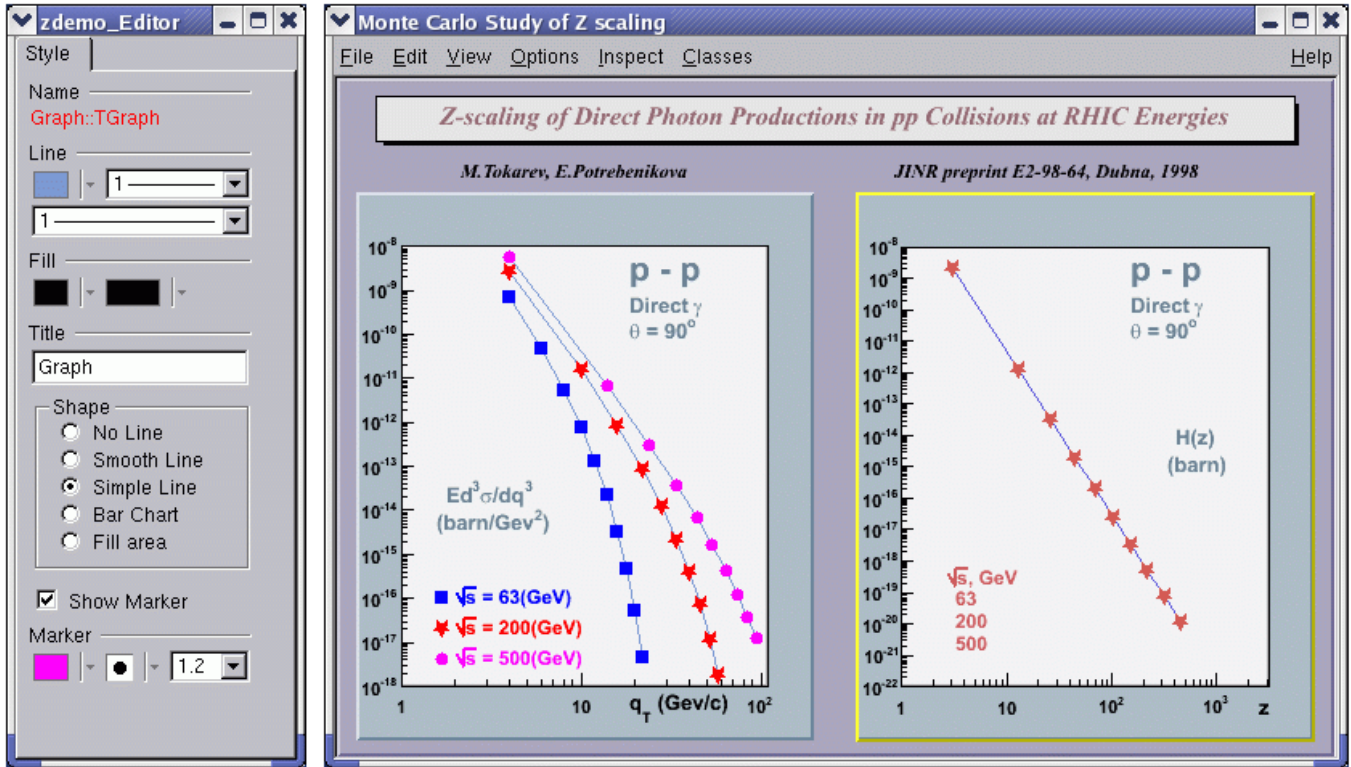 zdemo_Editor
Style
Name
Graph::TGraph
Line
1
1
Fill
Title
Graph
Shape
No Line
Smooth Line
Simple Line
Bar Chart
Fill area
Show Marker
Marker
1.2
Monte Carlo Study of Z scaling
File Edit View Options Inspect Classes Help
Z-scaling of Direct Photon Productions in pp Collisions at RHIC Energies
M.Tokarev, E.Potrebenikova
JINR preprint E2-98-64, Dubna, 1998
10⁻⁸
10⁻⁹
10⁻¹⁰
10⁻¹¹
10⁻¹²
10⁻¹³
10⁻¹⁴
10⁻¹⁵
10⁻¹⁶
10⁻¹⁷
10⁻¹⁸
p - p
Direct γ
θ = 90°
Ed³σ/dq³
(barn/Gev²)
√s = 63(GeV)
√s = 200(GeV)
√s = 500(GeV)
1 10 q_T (Gev/c) 10²
10⁻⁸
10⁻⁹
10⁻¹⁰
10⁻¹¹
10⁻¹²
10⁻¹³
10⁻¹⁴
10⁻¹⁵
10⁻¹⁶
10⁻¹⁷
10⁻¹⁸
10⁻¹⁹
10⁻²⁰
10⁻²¹
10⁻²²
p - p
Direct γ
θ = 90°
H(z)
(barn)
√s, GeV
63
200
500
1 10 10² 10³ z